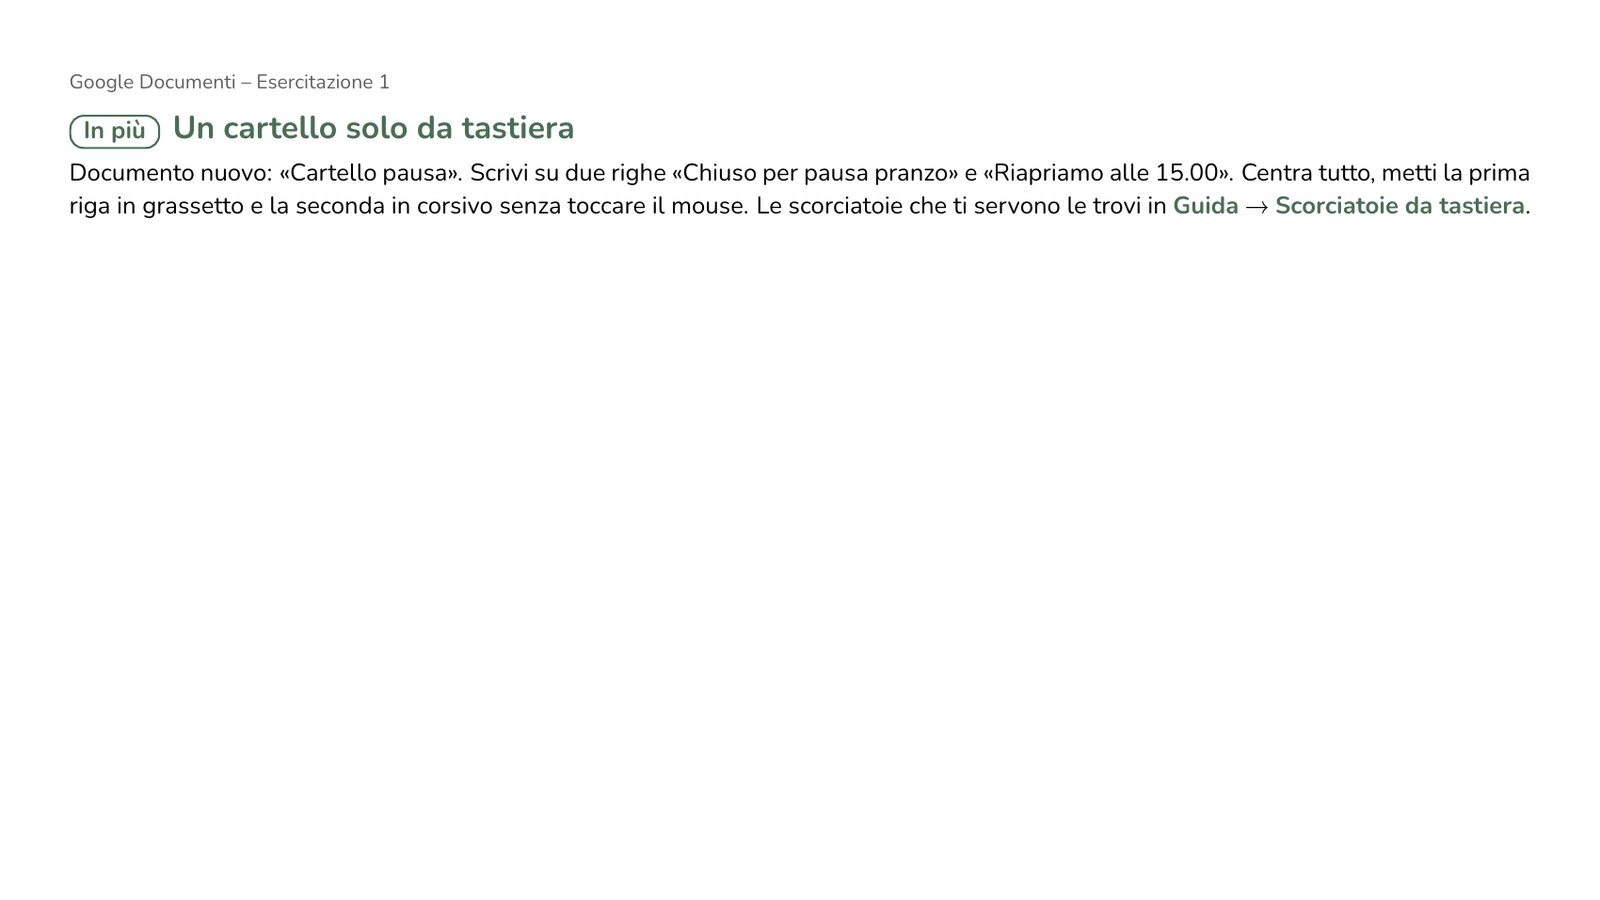 Google Documenti – Esercitazione 1
In più Un cartello solo da tastiera
Documento nuovo: «Cartello pausa». Scrivi su due righe «Chiuso per pausa pranzo» e «Riapriamo alle 15.00». Centra tutto, metti la prima
riga in grassetto e la seconda in corsivo senza toccare il mouse. Le scorciatoie che ti servono le trovi in Guida → Scorciatoie da tastiera.